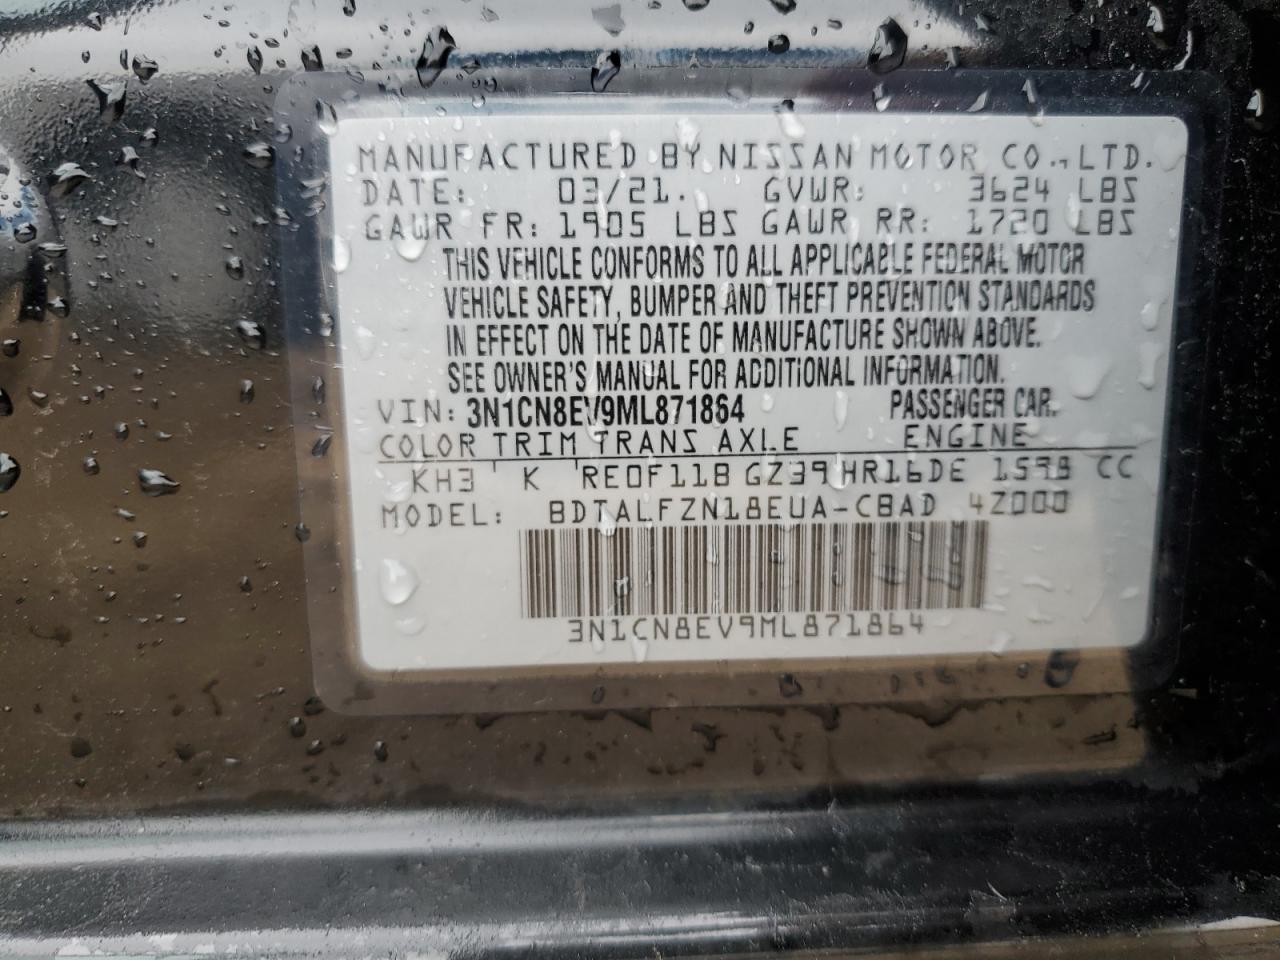 MANUFACTURED BY NISSAN MOTOR CO., LTD.
DATE: 03/21. GVWR: 3624 LBS
GAWR FR: 1905 LBS GAWR RR: 1720 LBS
THIS VEHICLE CONFORMS TO ALL APPLICABLE FEDERAL MOTOR
VEHICLE SAFETY, BUMPER AND THEFT PREVENTION STANDARDS
IN EFFECT ON THE DATE OF MANUFACTURE SHOWN ABOVE.
SEE OWNER'S MANUAL FOR ADDITIONAL INFORMATION.
VIN: 3N1CN8EV9ML871864 PASSENGER CAR.
COLOR TRIM TRANS AXLE ENGINE
KH3 ' K ' RE0F11B GZ39 HR16DE 1598 CC
MODEL: BDTALFZN18EUA-CBAD 4Z000
3N1CN8EV9ML871864